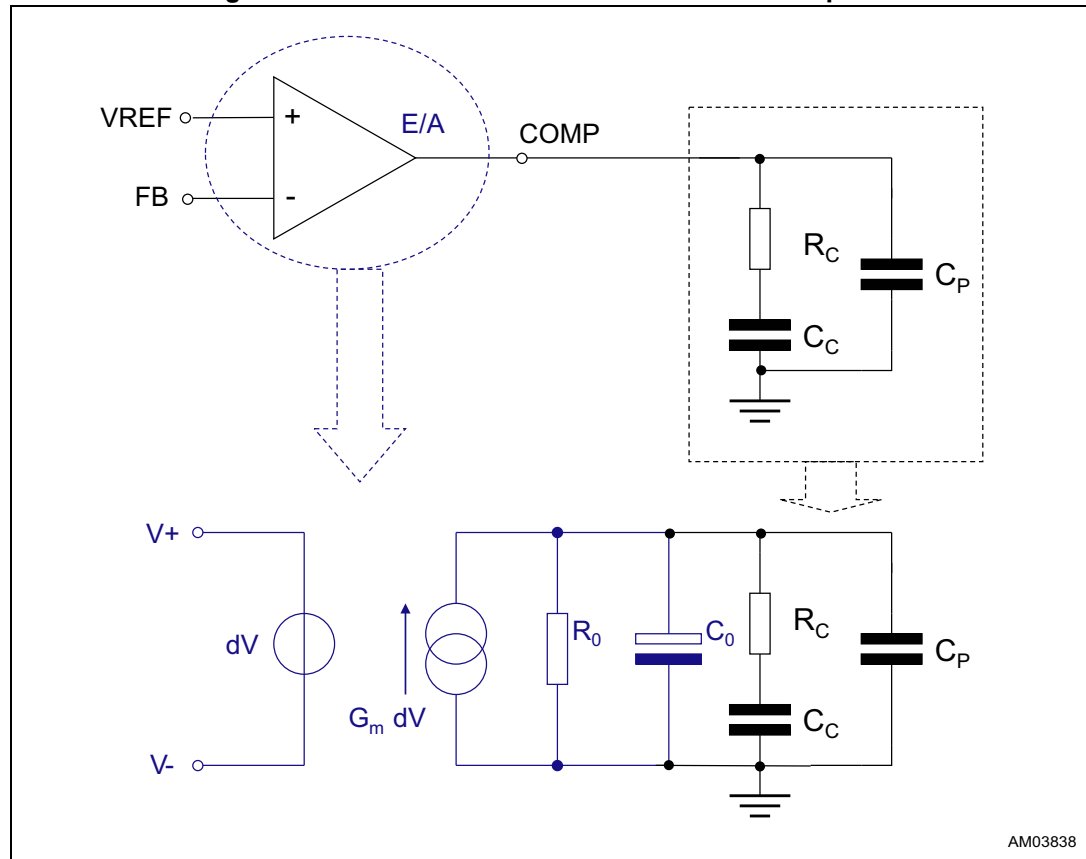 VREF
+
E/A
COMP
FB
-
R_C
C_P
C_C
V+
dV
G_m dV
R_0
C_0
R_C
C_P
C_C
V-
AM03838